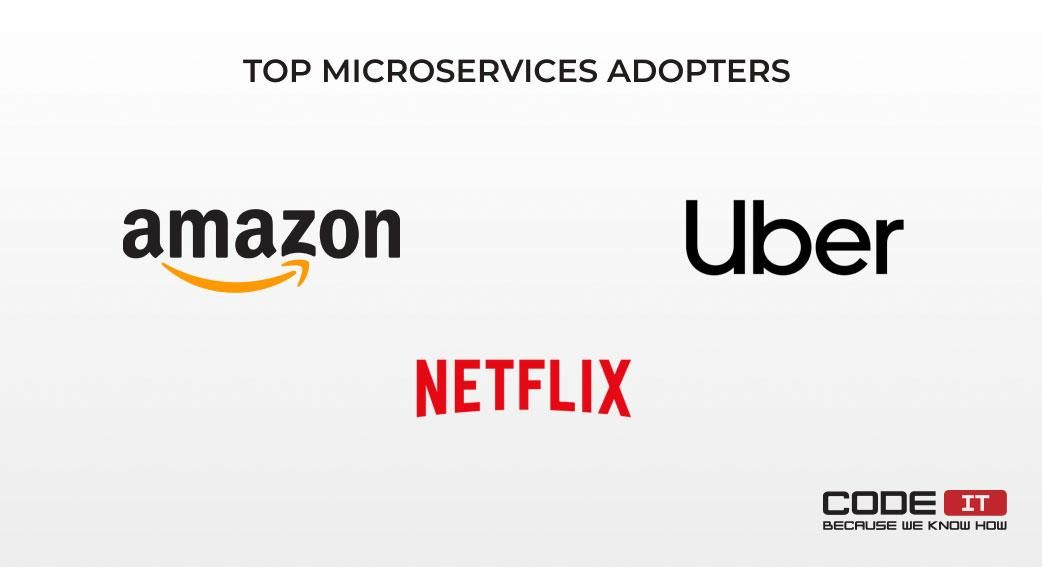 TOP MICROSERVICES ADOPTERS
amazon
Uber
NETFLIX
CODE IT
BECAUSE WE KNOW HOW